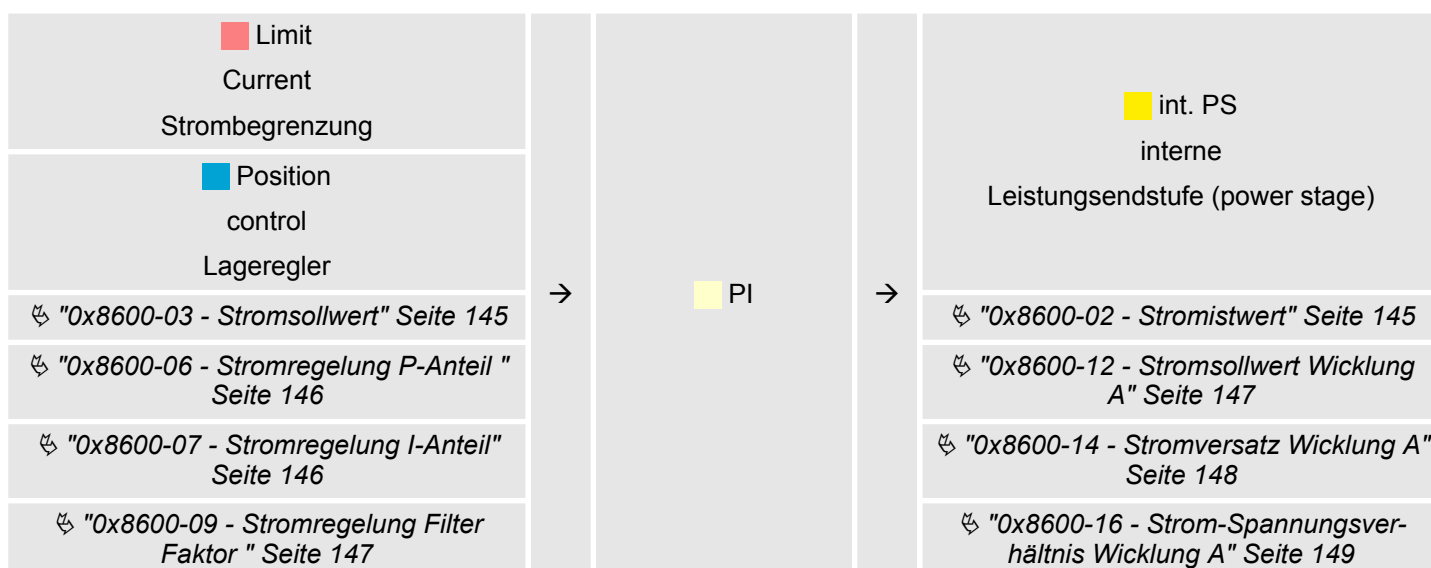 Limit
Current
Strombegrenzung
Position
control
Lageregler
"0x8600-03 - Stromsollwert" Seite 145
"0x8600-06 - Stromregelung P-Anteil "
Seite 146
"0x8600-07 - Stromregelung I-Anteil"
Seite 146
"0x8600-09 - Stromregelung Filter
Faktor " Seite 147
→
PI
→
int. PS
interne
Leistungsendstufe (power stage)
"0x8600-02 - Stromistwert" Seite 145
"0x8600-12 - Stromsollwert Wicklung
A" Seite 147
"0x8600-14 - Stromversatz Wicklung A"
Seite 148
"0x8600-16 - Strom-Spannungsver-
hältnis Wicklung A" Seite 149